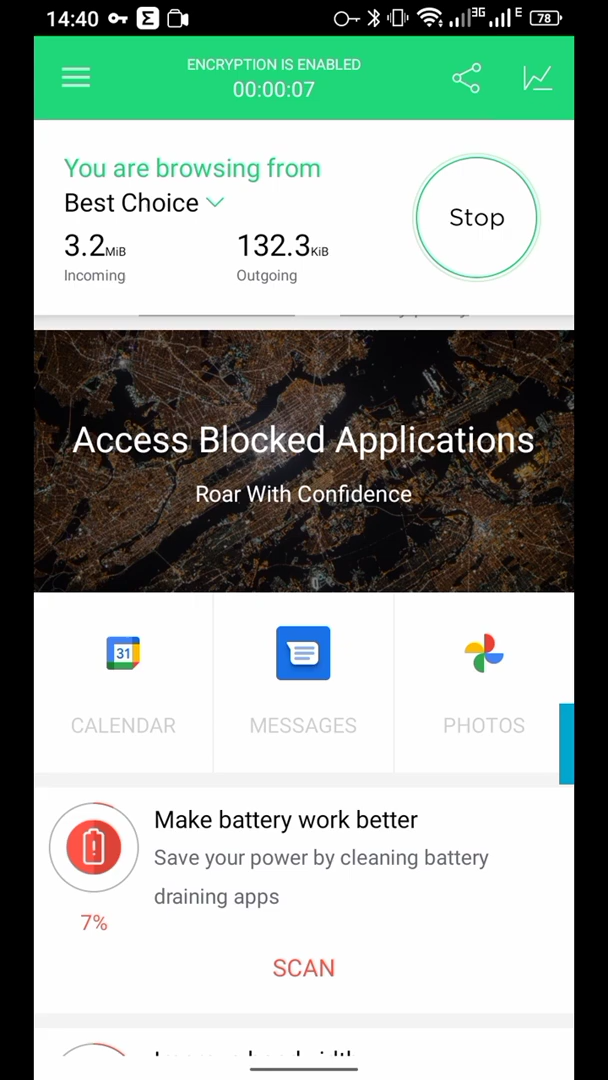 14:40
3G
E
78
ENCRYPTION IS ENABLED
00:00:07
You are browsing from
Best Choice
Stop
3.2MiB
132.3KiB
Incoming
Outgoing
Access Blocked Applications
Roar With Confidence
31
CALENDAR
MESSAGES
PHOTOS
Make battery work better
Save your power by cleaning battery
draining apps
7%
SCAN